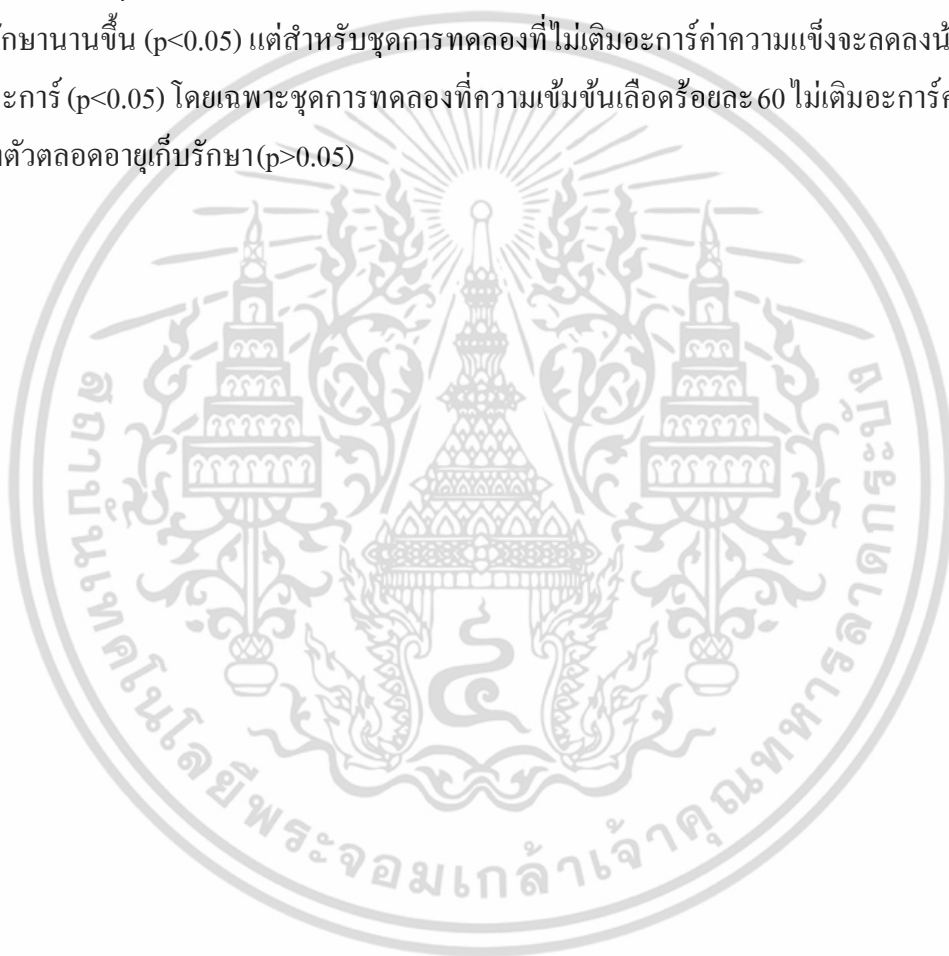 รักษานานขึ้น (p<0.05) แต่สำหรับชุดการทดลองที่ไม่เติมอะการ์ค่าความแข็งจะลดลง
ะการ์ (p<0.05) โดยเฉพาะชุดการทดลองที่ความเข้มข้นเลือดร้อยละ 60 ไม่เติมอะการ์
ตัวตลอดอายุเก็บรักษา (p>0.05)
สถาบันเทคโนโลยีพระจอมเกล้าเจ้าคุณทหารลาดกระบัง